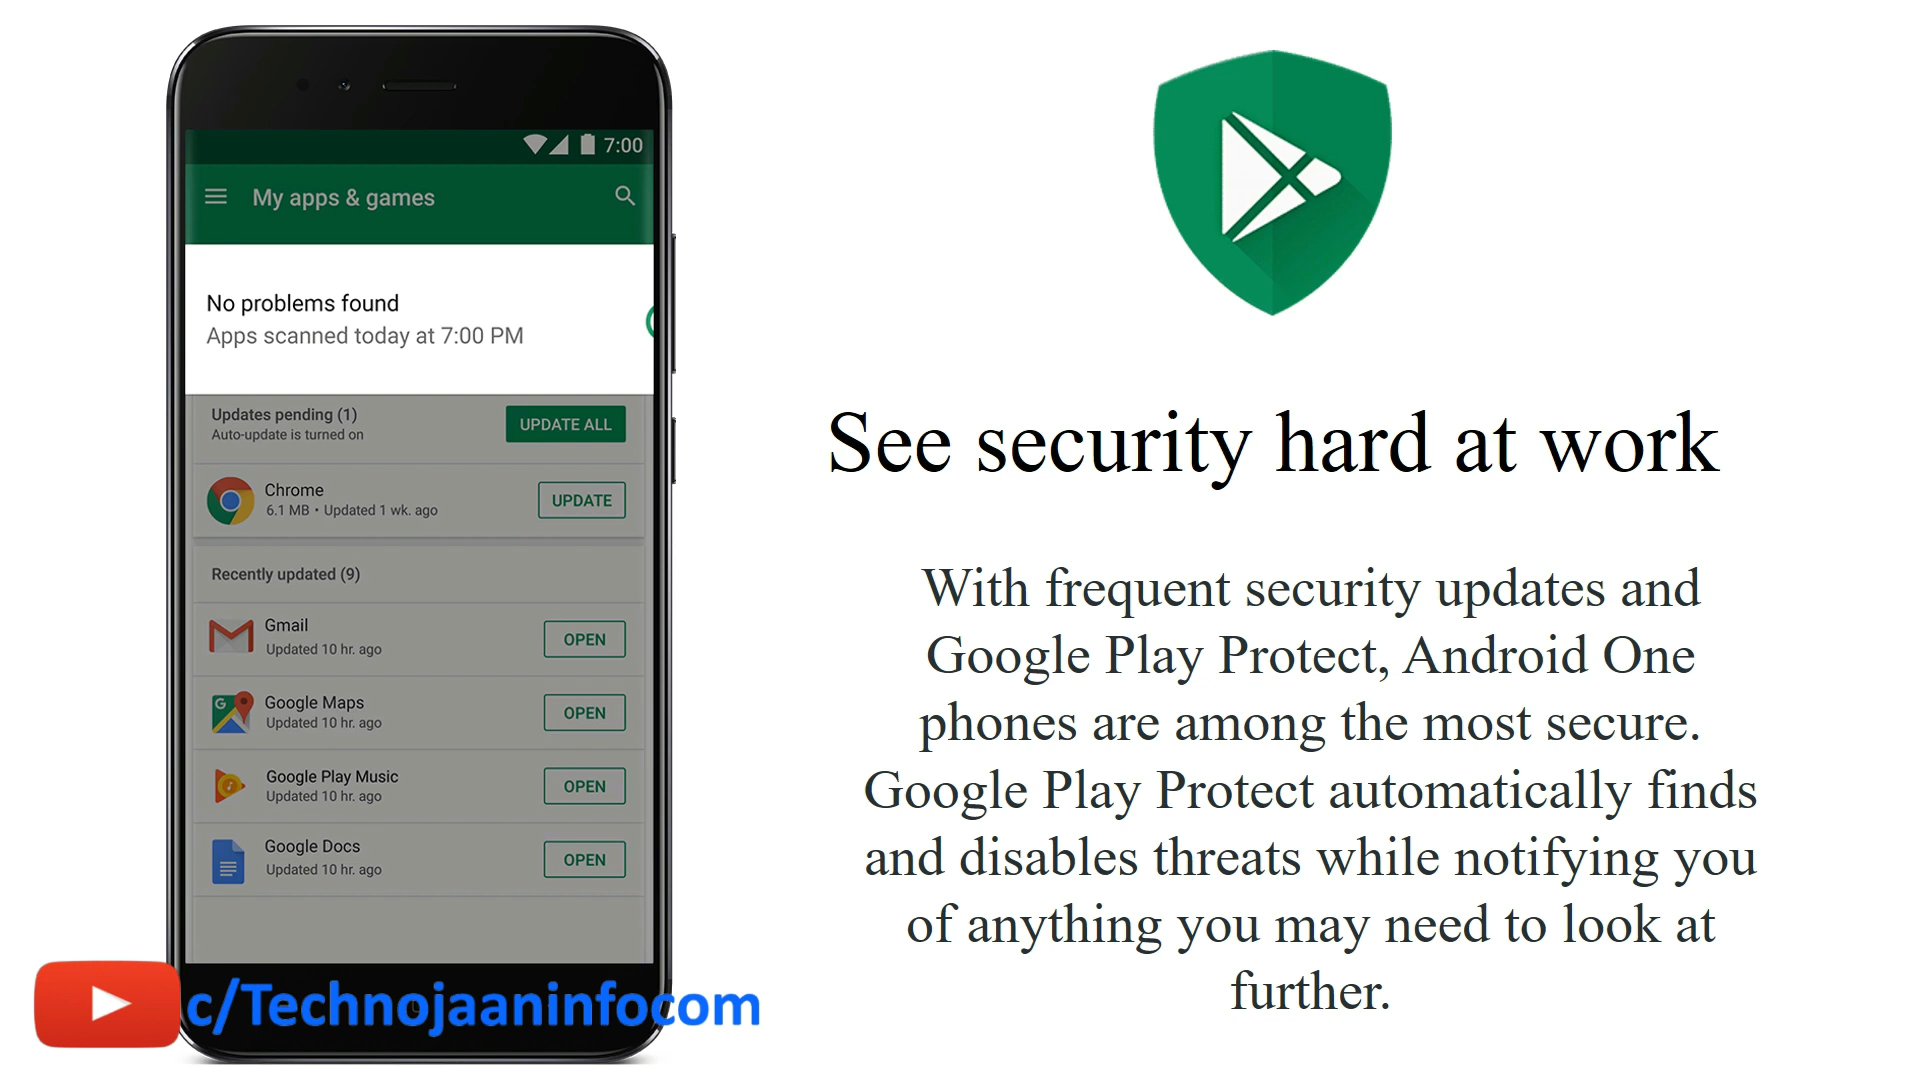 7:00
My apps & games
No problems found
Apps scanned today at 7:00 PM
Updates pending (1)
Auto-update is turned on
UPDATE ALL
Chrome
6.1 MB • Updated 1 wk. ago
UPDATE
Recently updated (9)
Gmail
Updated 10 hr. ago
OPEN
Google Maps
Updated 10 hr. ago
OPEN
Google Play Music
Updated 10 hr. ago
OPEN
Google Docs
Updated 10 hr. ago
OPEN
c/Technojaaninfocom
See security hard at work
With frequent security updates and
Google Play Protect, Android One
phones are among the most secure.
Google Play Protect automatically finds
and disables threats while notifying you
of anything you may need to look at
further.